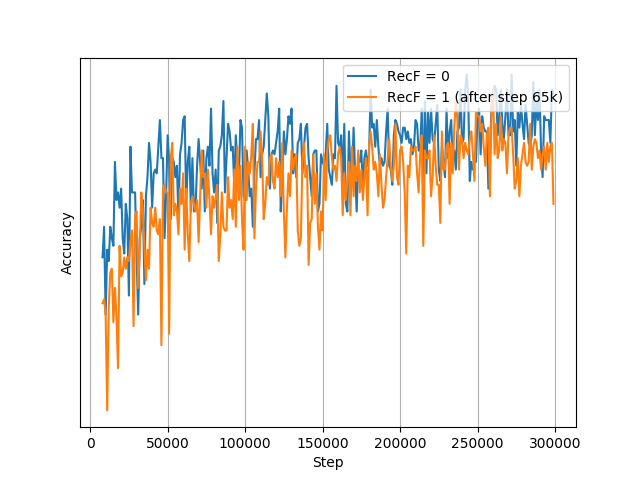 RecF = 0
RecF = 1 (after step 65k)
Accuracy
0
50000
100000
150000
200000
250000
300000
Step